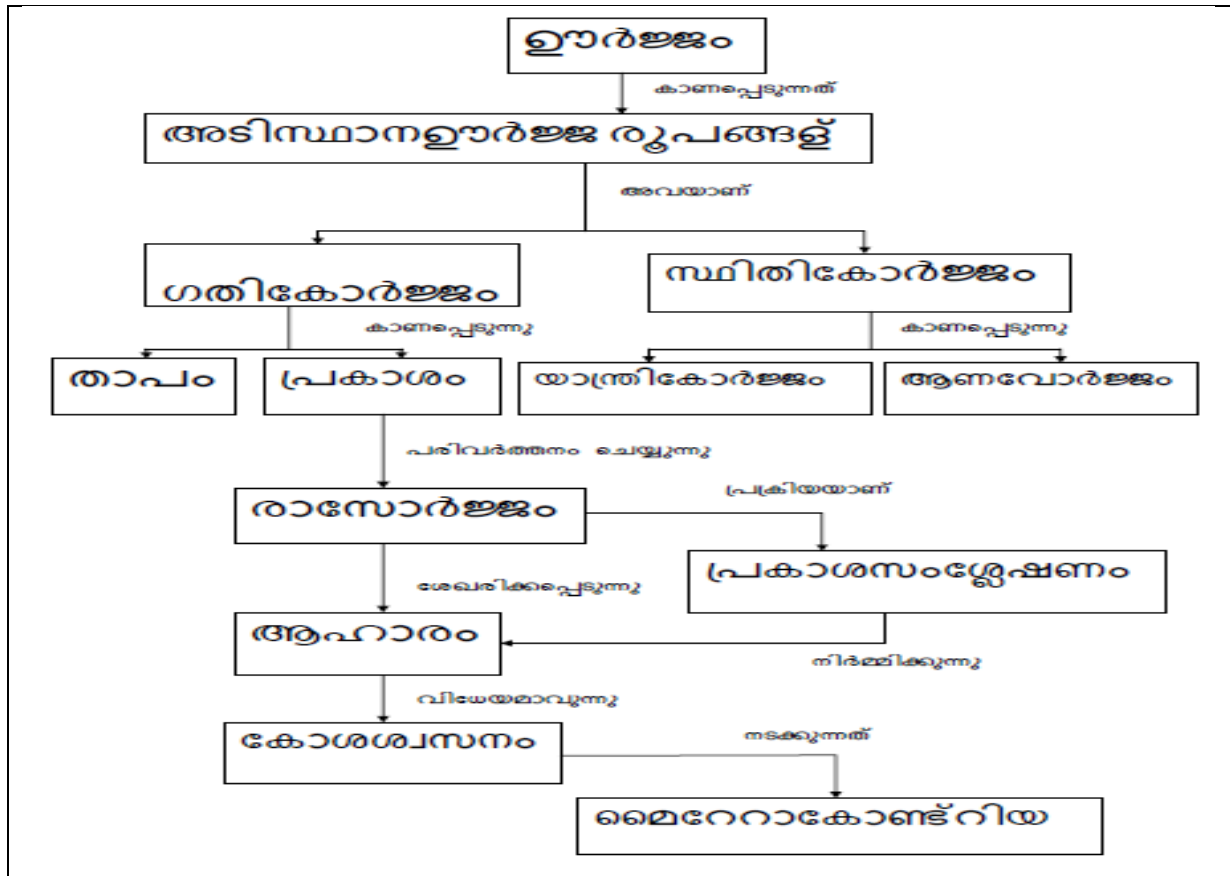 ഊർജ്ജം
കാണപ്പെടുന്നത്
അടിസ്ഥാനഊർജ്ജ രൂപങ്ങള്
അവയാണ്
ഗതികോർജ്ജം
സ്ഥിതികോർജ്ജം
കാണപ്പെടുന്നു
കാണപ്പെടുന്നു
താപം
പ്രകാശം
യാന്ത്രികോർജ്ജം
ആണവോർജ്ജം
പരിവർത്തനം ചെയ്യുന്നു
രാസോർജ്ജം
പ്രക്രിയയാണ്
പ്രകാശസംശ്ലേഷണം
ശേഖരിക്കപ്പെടുന്നു
ആഹാരം
നിർമ്മിക്കുന്നു
വിധേയമാവുന്നു
കോശശ്വസനം
നടക്കുന്നത്
മൈറേറാകോണ്ട്റിയ